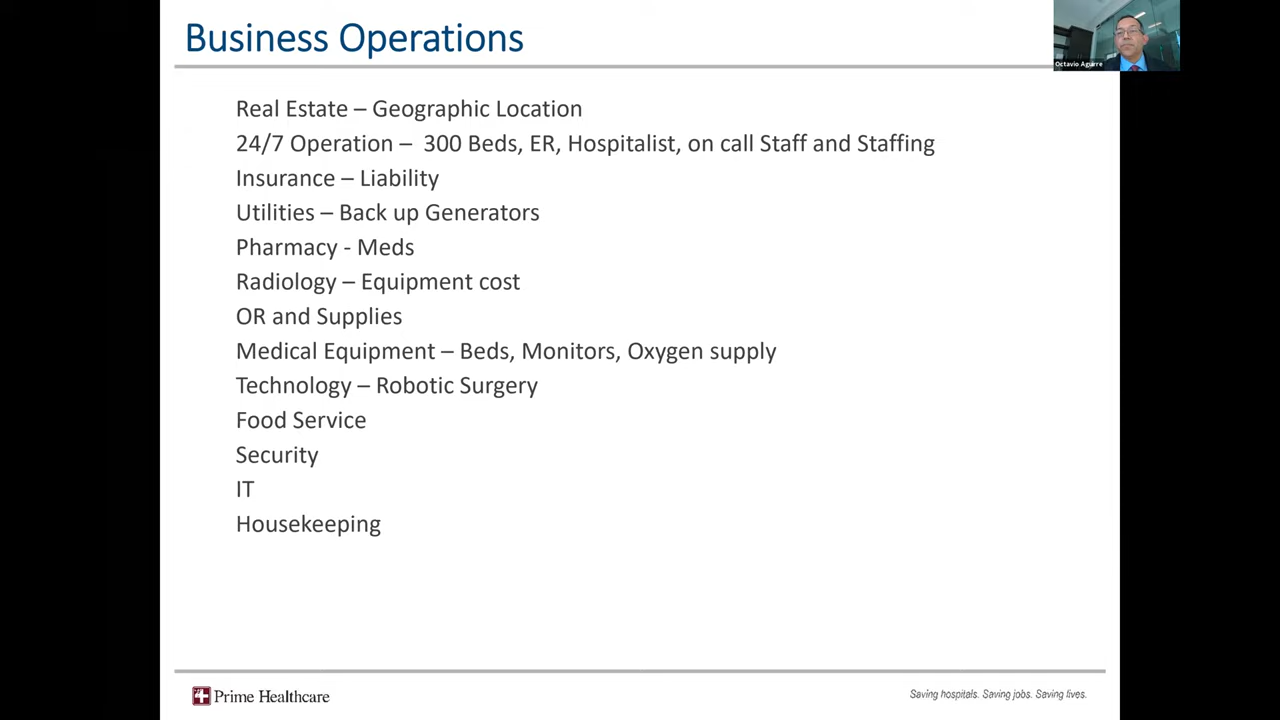 Business Operations
Octavio Aguirre
Real Estate – Geographic Location
24/7 Operation –  300 Beds, ER, Hospitalist, on call Staff and Staffing
Insurance – Liability
Utilities – Back up Generators
Pharmacy - Meds
Radiology – Equipment cost
OR and Supplies
Medical Equipment – Beds, Monitors, Oxygen supply
Technology – Robotic Surgery
Food Service
Security
IT
Housekeeping
Prime Healthcare
Saving hospitals. Saving jobs. Saving lives.